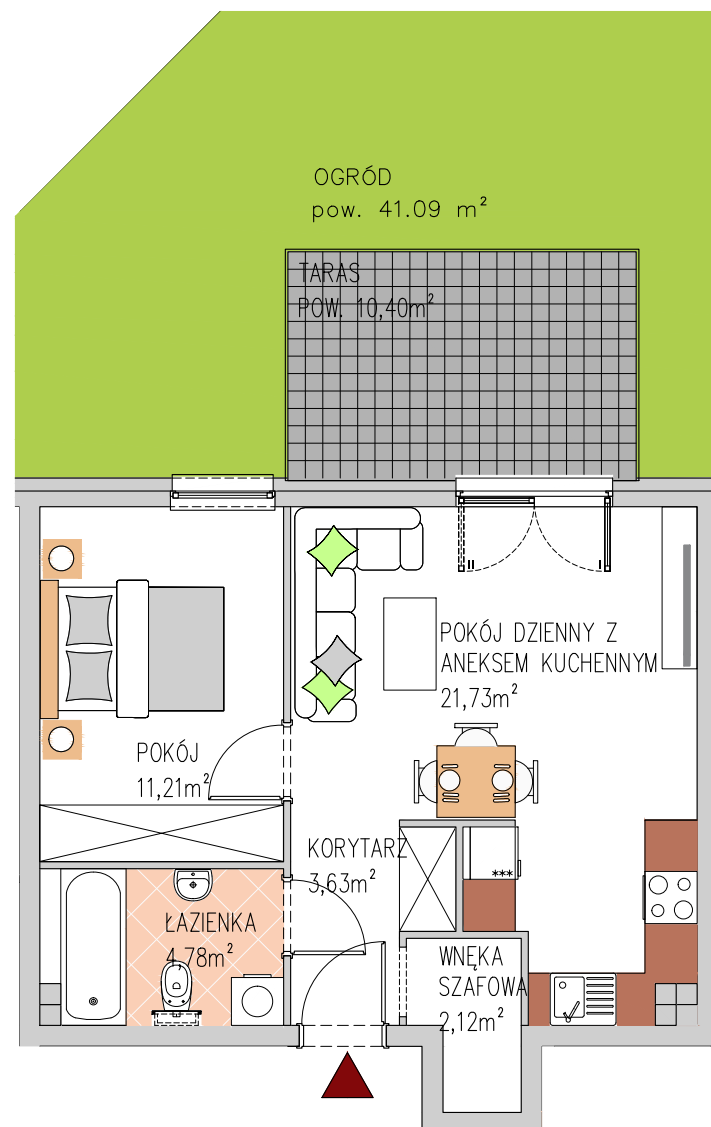 OGRÓD
pow. 41.09 m²
TARAS
POW. 10,40m²
POKÓJ DZIENNY Z
ANEKSEM KUCHENNYM
21,73m²
POKÓJ
11,21m²
KORYTARZ
3,63m²
ŁAZIENKA
4,78m²
WNĘKA
SZAFOWA
2,12m²
***